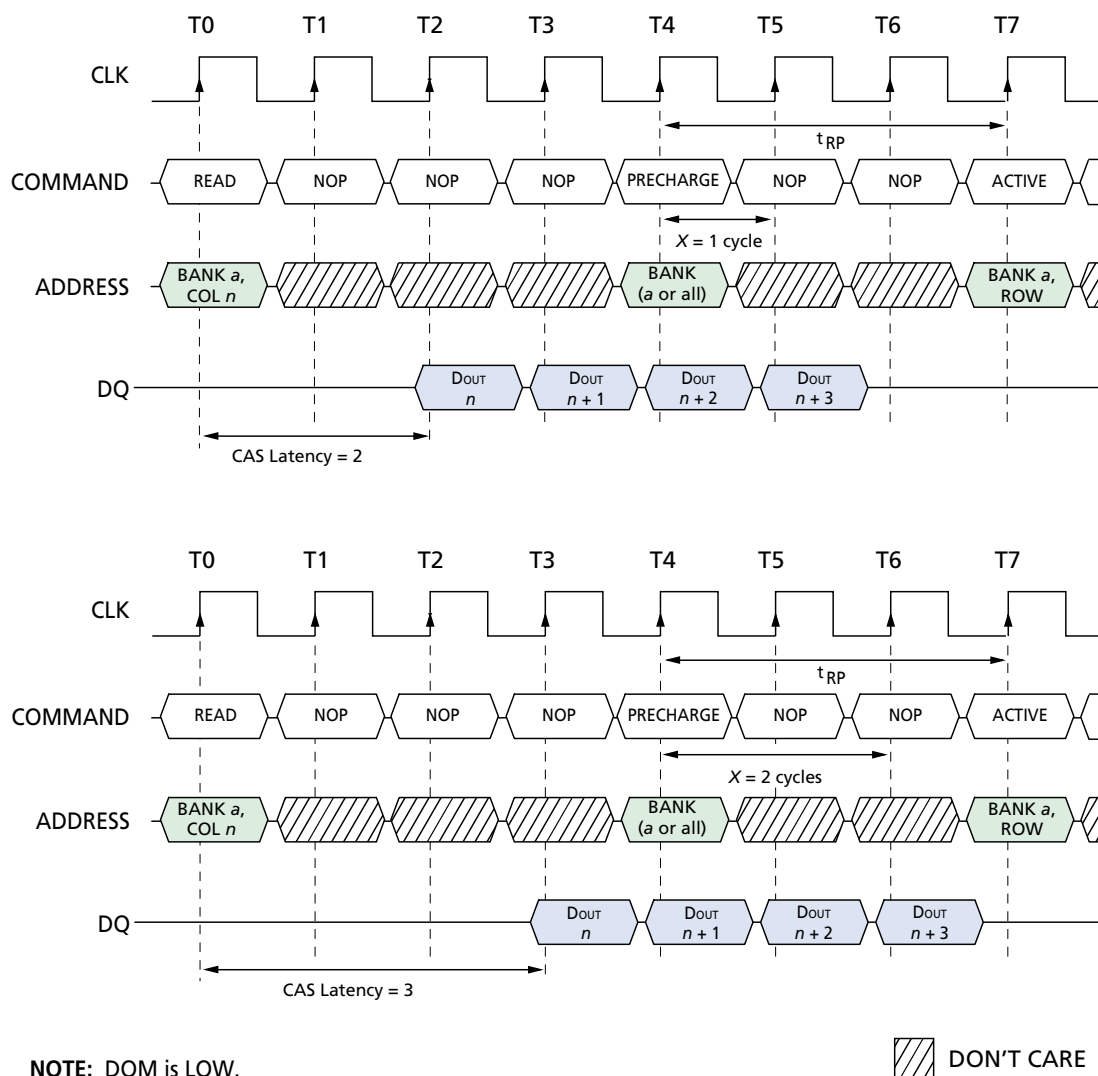 T0 T1 T2 T3 T4 T5 T6 T7
CLK
tRP
COMMAND READ NOP NOP NOP PRECHARGE NOP NOP ACTIVE
X = 1 cycle
ADDRESS BANK a, COL n BANK (a or all) BANK a, ROW
DQ DOUT n DOUT n + 1 DOUT n + 2 DOUT n + 3
CAS Latency = 2
T0 T1 T2 T3 T4 T5 T6 T7
CLK
tRP
COMMAND READ NOP NOP NOP PRECHARGE NOP NOP ACTIVE
X = 2 cycles
ADDRESS BANK a, COL n BANK (a or all) BANK a, ROW
DQ DOUT n DOUT n + 1 DOUT n + 2 DOUT n + 3
CAS Latency = 3
NOTE: DQM is LOW.
DON'T CARE